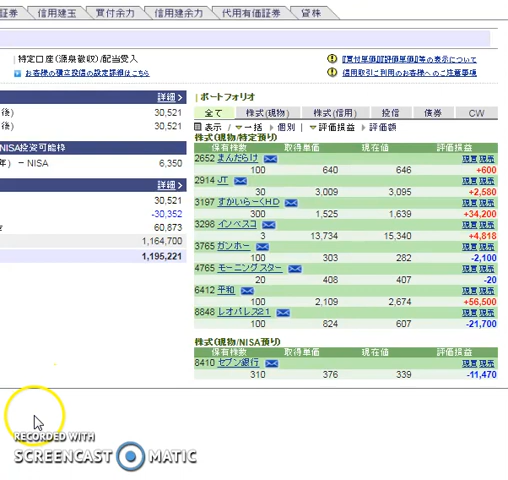 証券 信用建玉 買付余力 信用建余力 代用有価証券 貸株
特定口座(源泉徴収)/配当受入
お客様の積立投信の設定詳細はこちら
『買付単価』『評価単価』等の表示について
信用取引ご利用のお客様へのご注意事項
詳細
後) 30,521
後) 30,521
NISA投資可能枠
年) − NISA 6,350
詳細
30,521
-30,352
60,873
1,164,700
1,195,221
ポートフォリオ
全て 株式(現物) 株式(信用) 投信 債券 CW
表示 / 一括 個別 | 評価損益 評価額
株式(現物/特定預り)
保有株数 取得単価 現在値 評価損益
2652 まんだらけ 現買 現売
100 640 646 +600
2914 JT 現買 現売
30 3,009 3,095 +2,580
3197 すかいらーくHD 現買 現売
300 1,525 1,639 +34,200
3298 インベスコ 現買 現売
3 13,734 15,340 +4,818
3765 ガンホー 現買 現売
100 303 282 -2,100
4765 モーニングスター 現買 現売
20 408 407 -20
6412 平和 現買 現売
100 2,109 2,674 +56,500
8848 レオパレス21 現買 現売
100 824 607 -21,700
株式(現物/NISA預り)
保有株数 取得単価 現在値 評価損益
8410 セブン銀行 現買 現売
310 376 339 -11,470
RECORDED WITH
SCREENCAST MATIC